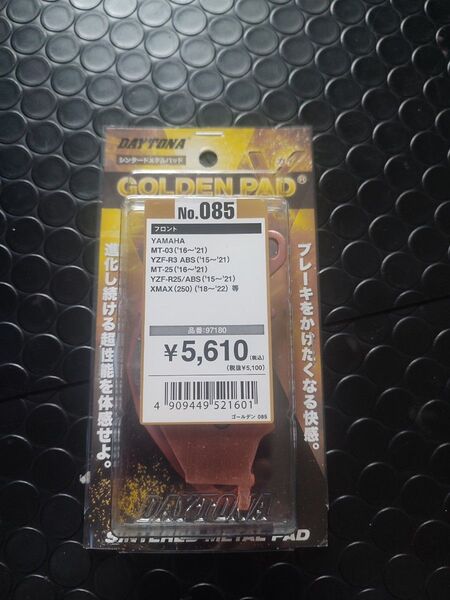 DAYTONA
シンタードメタルパッド
GOLDEN PAD®
No.085
フロント
YAMAHA
MT-03('16～'21)
YZF-R3 ABS('15～'21)
MT-25('16～'21)
YZF-R25/ABS('15～'21)
XMAX(250)('18～'22) 等
品番:97180
¥5,610(税込)
(税抜¥5,100)
4 909449 521601
ゴールデン 085
進化し続ける超性能を体感せよ。
ブレーキをかけたくなる快感。
DAYTONA
SINTERED METAL PAD